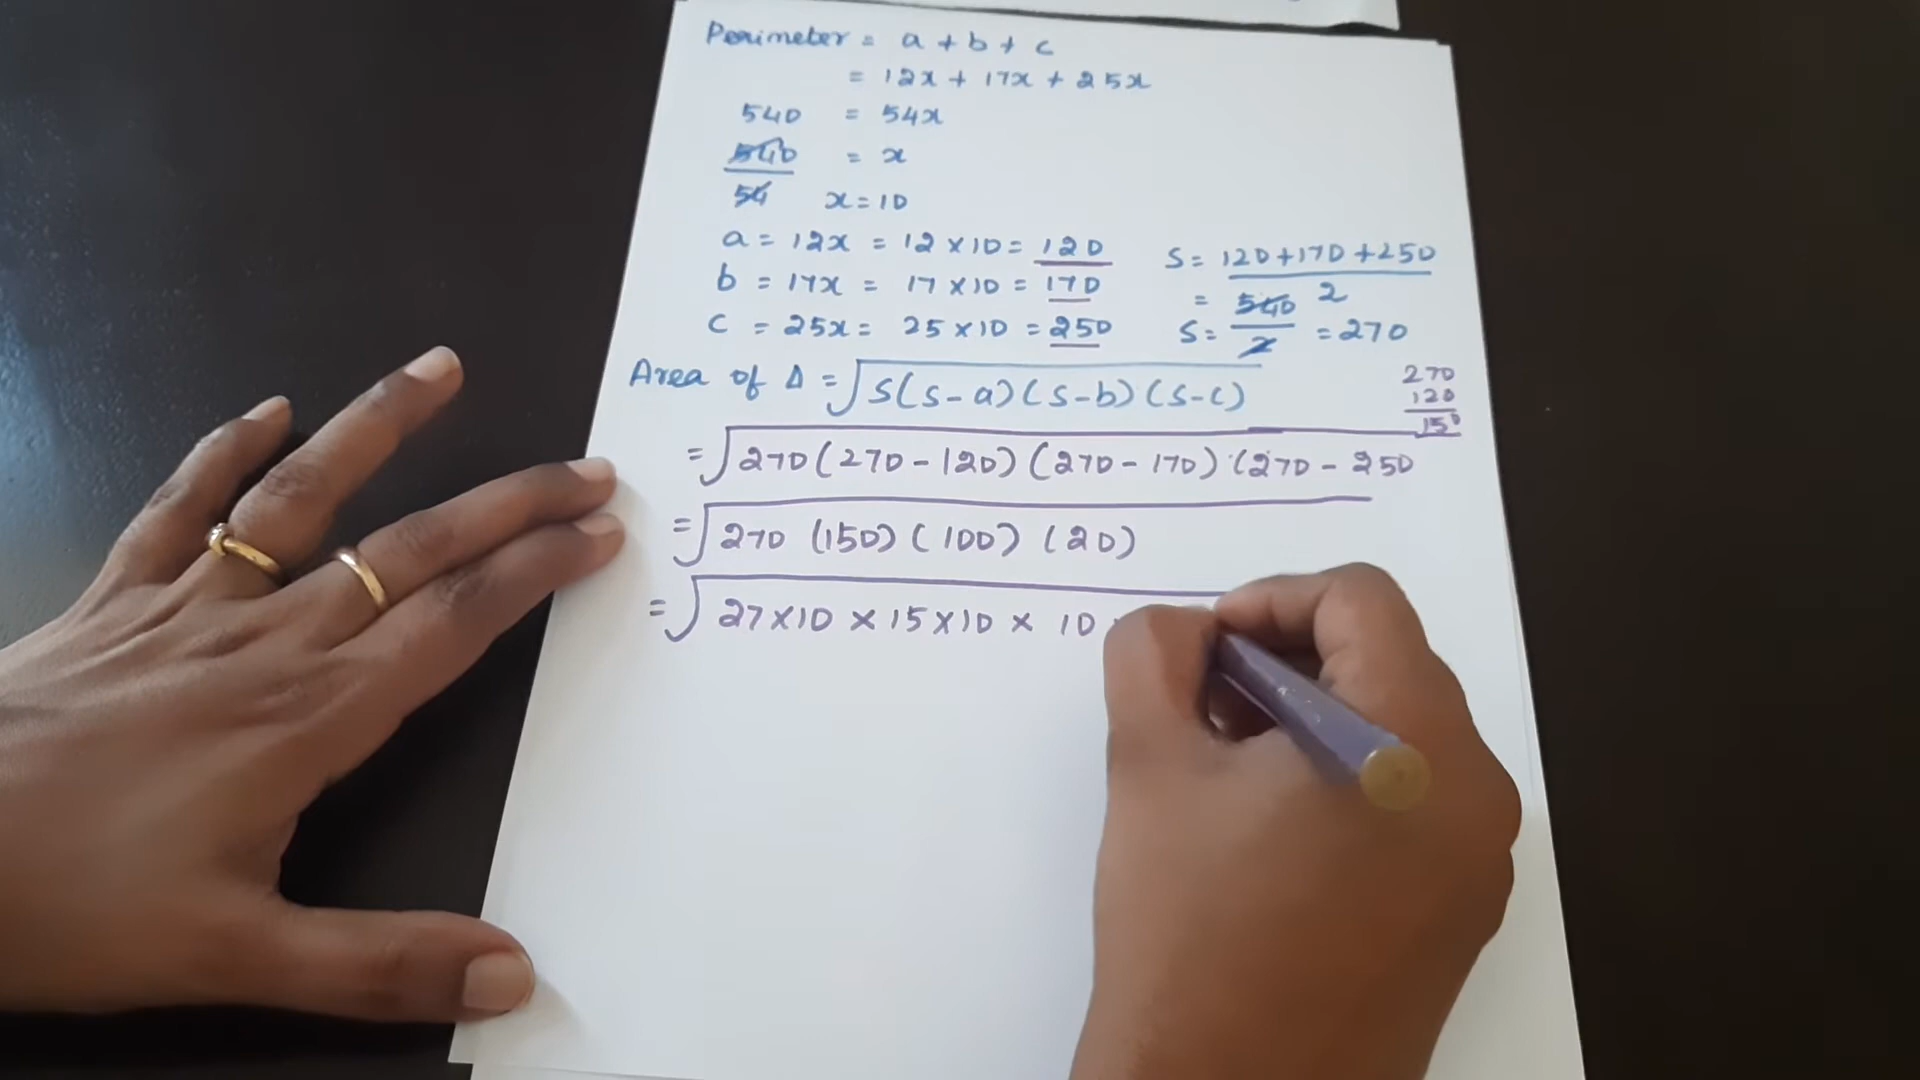 Perimeter = a + b + c
= 12x + 17x + 25x
540 = 54x
540/54 = x
x = 10
a = 12x = 12 × 10 = 120
b = 17x = 17 × 10 = 170
c = 25x = 25 × 10 = 250
S = 120+170+250/2
= 540
S = 540/2 = 270
Area of Δ = √S(S-a)(S-b)(S-c)
270
120
150
= √270(270-120)(270-170)(270-250
= √270 (150) (100) (20)
= √27×10 × 15×10 × 10